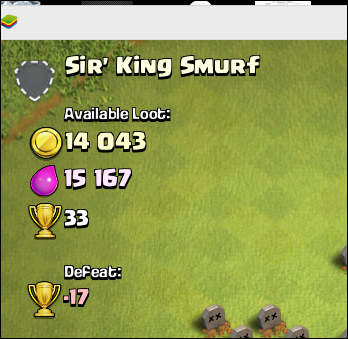 Sir' King Smurf
Available Loot:
14 043
15 167
33
Defeat:
-17